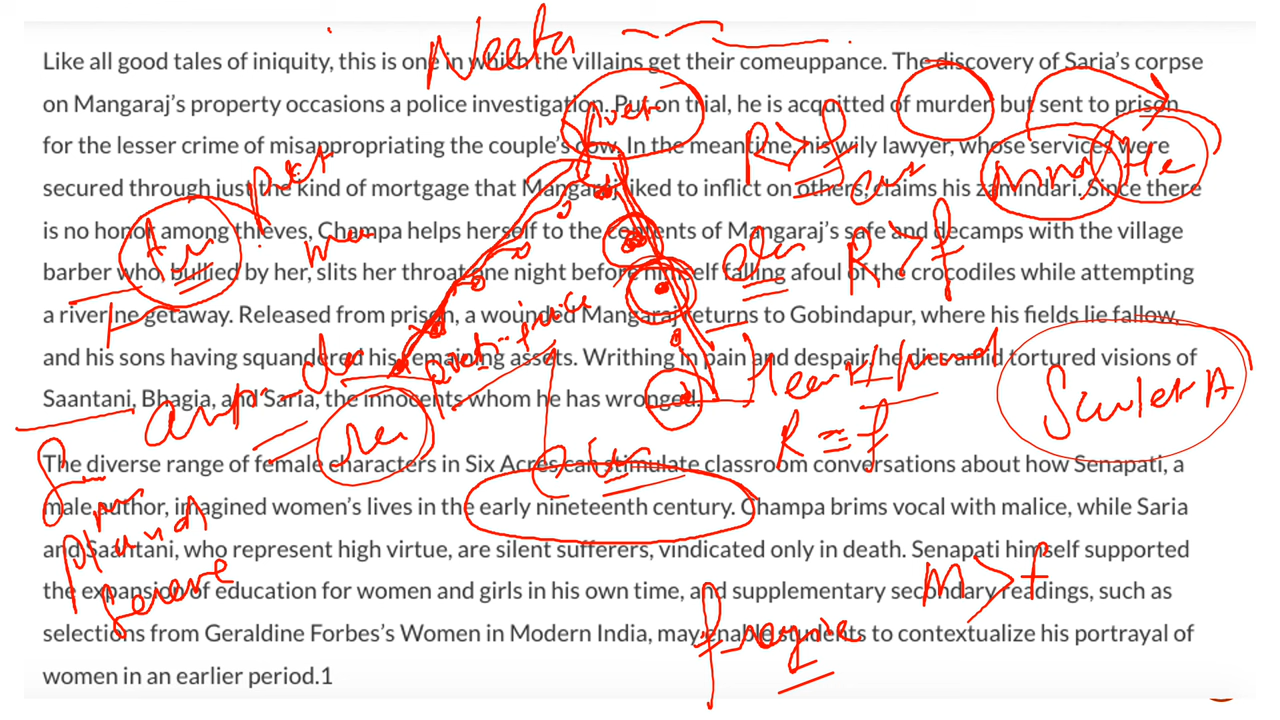 Neeta
Like all good tales of iniquity, this is one in which the villains get their comeuppance. The discovery of Saria’s corpse
on Mangaraj’s property occasions a police investigation. Put on trial, he is acquitted of murder but sent to prison
for the lesser crime of misappropriating the couple’s cow. In the meantime, his wily lawyer, whose services were
secured through just the kind of mortgage that Mangaraj liked to inflict on others, claims his zamindari. Since there
is no honor among thieves, Champa helps herself to the contents of Mangaraj’s safe and decamps with the village
barber who, bullied by her, slits her throat one night before himself falling afoul of the crocodiles while attempting
a riverine getaway. Released from prison, a wounded Mangaraj returns to Gobindapur, where his fields lie fallow,
and his sons having squandered his remaining assets. Writhing in pain and despair, he dies amid tortured visions of
Saantani, Bhagia, and Saria, the innocents whom he has wronged.
R > f
He
R > f
R = f
Scarlet A
The diverse range of female characters in Six Acres can stimulate classroom conversations about how Senapati, a
male author, imagined women’s lives in the early nineteenth century. Champa brims vocal with malice, while Saria
and Saantani, who represent high virtue, are silent sufferers, vindicated only in death. Senapati himself supported
the expansion of education for women and girls in his own time, and supplementary secondary readings, such as
selections from Geraldine Forbes’s Women in Modern India, may enable students to contextualize his portrayal of
women in an earlier period.1
M > f